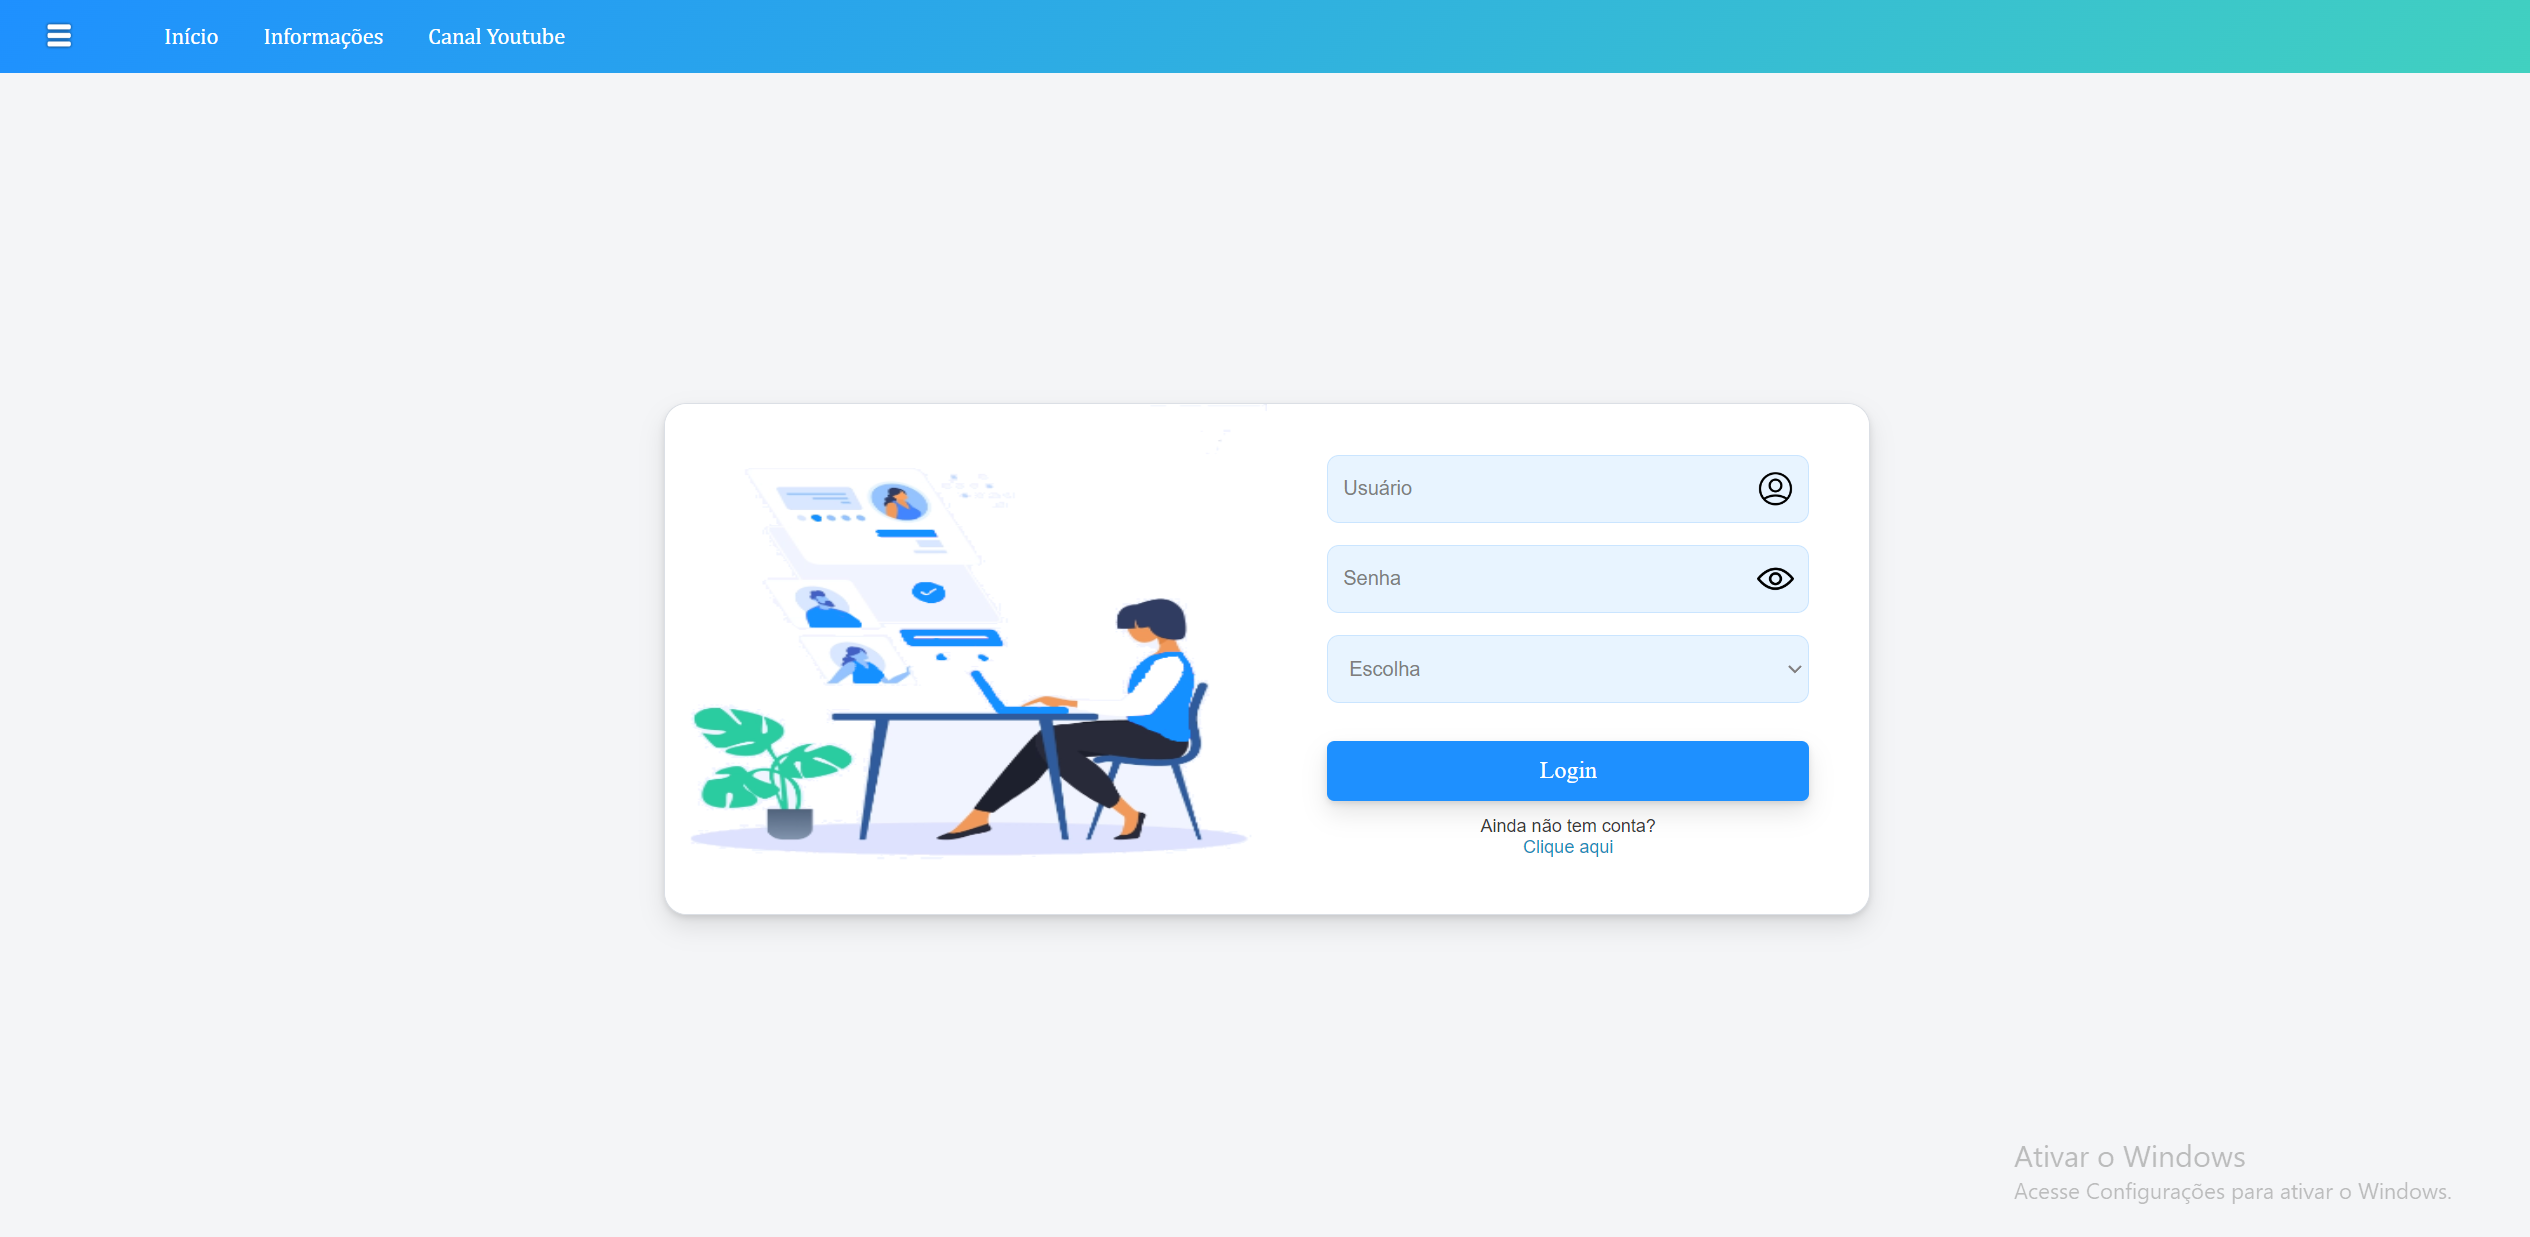 Início Informações Canal Youtube
Usuário
Senha
Escolha
Login
Ainda não tem conta?
Clique aqui
Ativar o Windows
Acesse Configurações para ativar o Windows.